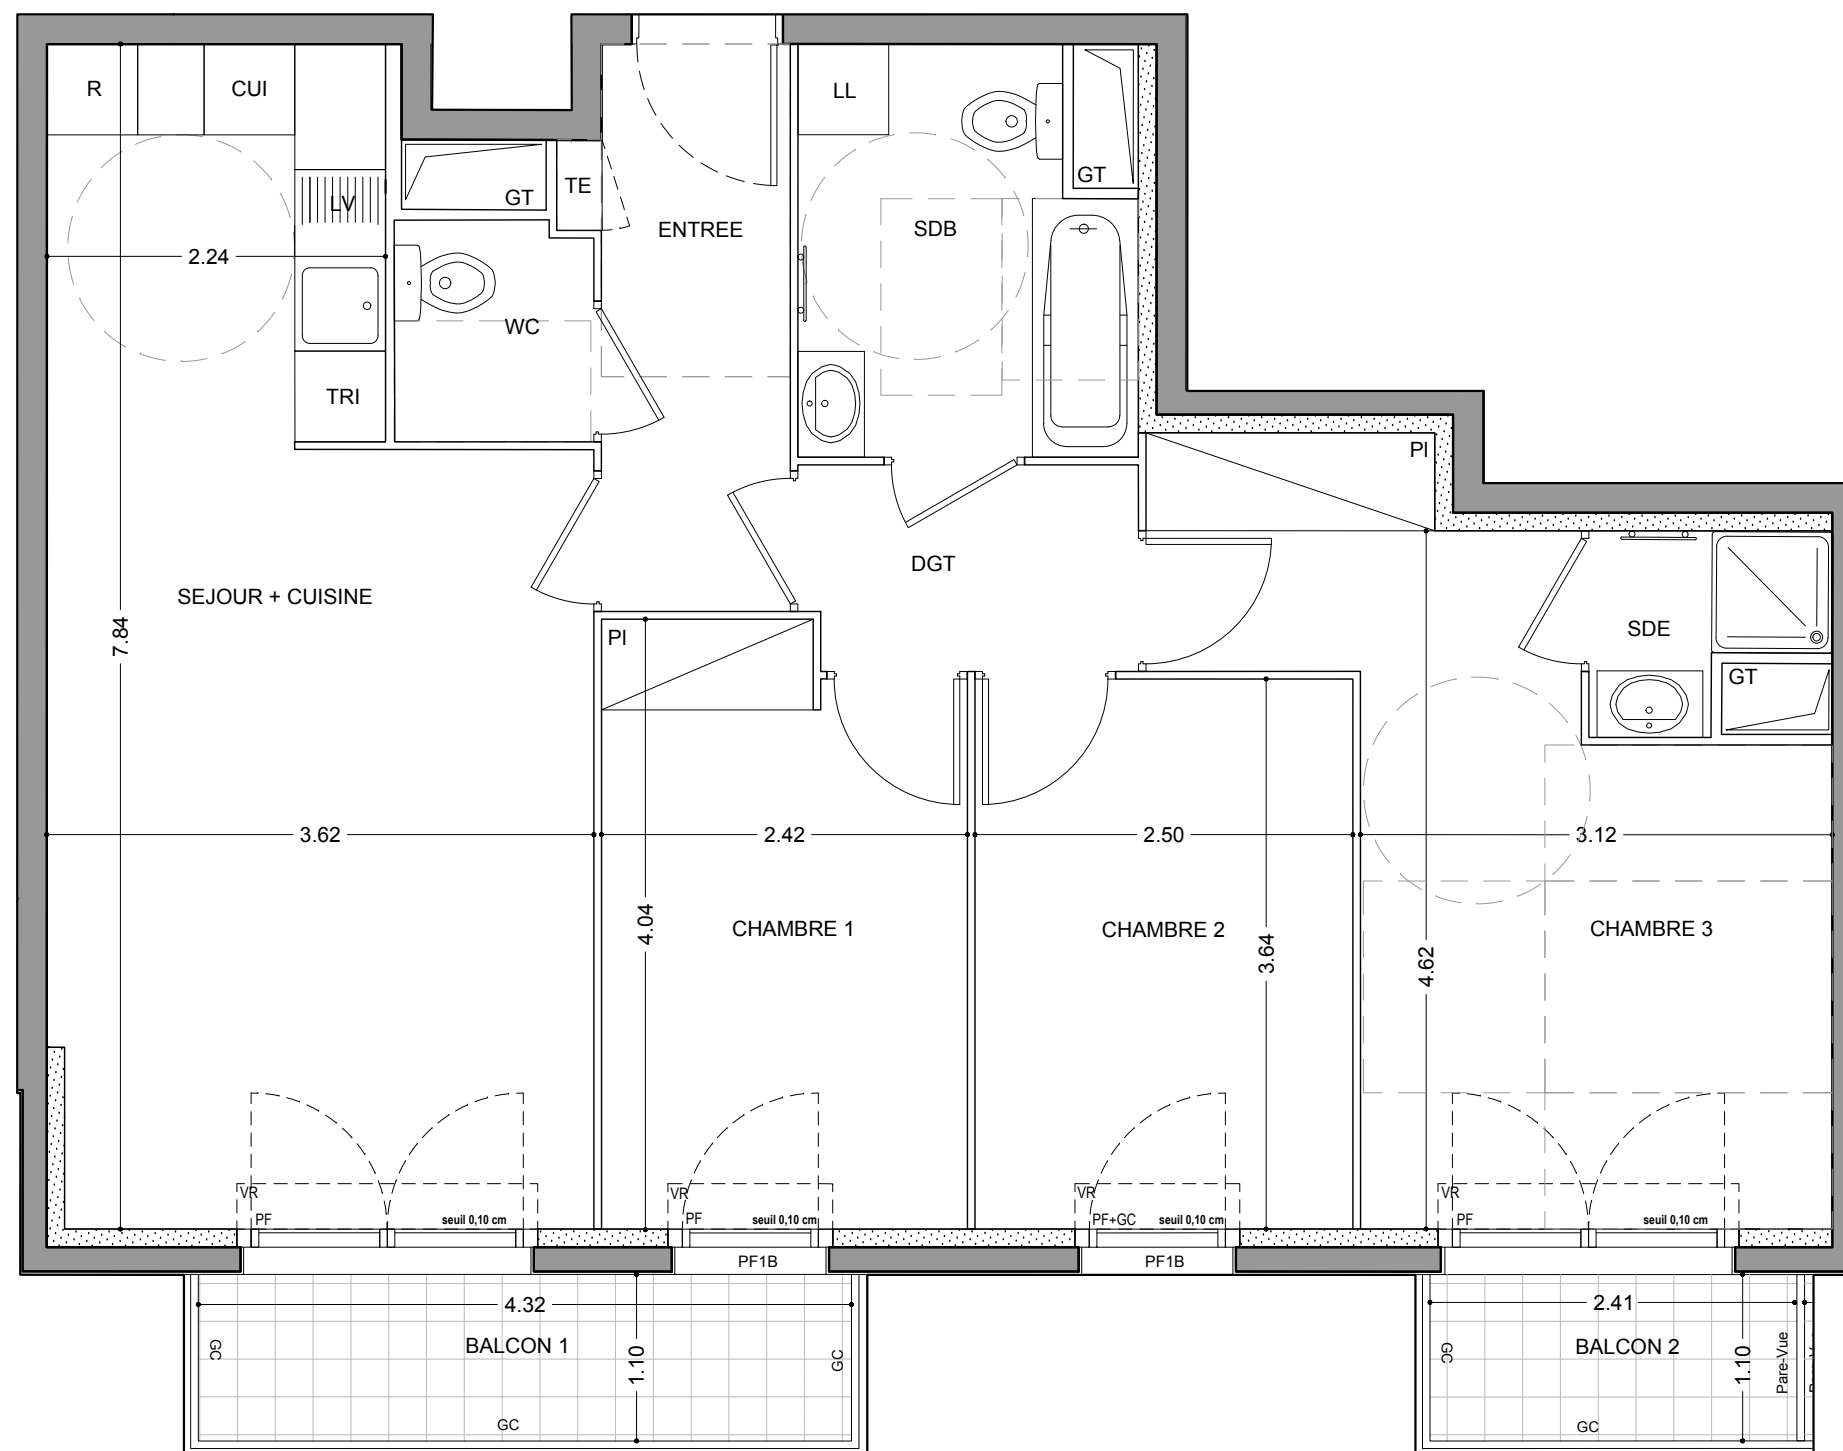 R
CUI
LL
LV
GT
TE
GT
ENTREE
SDB
2.24
WC
TRI
PI
DGT
SEJOUR + CUISINE
7.84
PI
SDE
GT
3.62
2.42
2.50
3.12
4.04
CHAMBRE 1
CHAMBRE 2
3.64
4.62
CHAMBRE 3
VR
PF
seuil 0,10 cm
VR
PF
seuil 0,10 cm
VR
PF+GC
seuil 0,10 cm
VR
PF
seuil 0,10 cm
PF1B
PF1B
4.32
BALCON 1
GC
1.10
GC
GC
2.41
BALCON 2
GC
1.10
Pare-Vue
GC